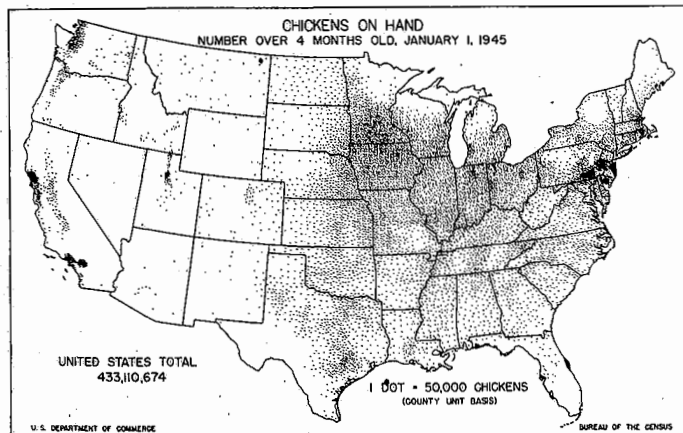 CHICKENS ON HAND
NUMBER OVER 4 MONTHS OLD, JANUARY 1, 1945
UNITED STATES TOTAL
433,110,674
1 DOT = 50,000 CHICKENS
(COUNTY UNIT BASIS)
U. S. DEPARTMENT OF COMMERCE
BUREAU OF THE CENSUS